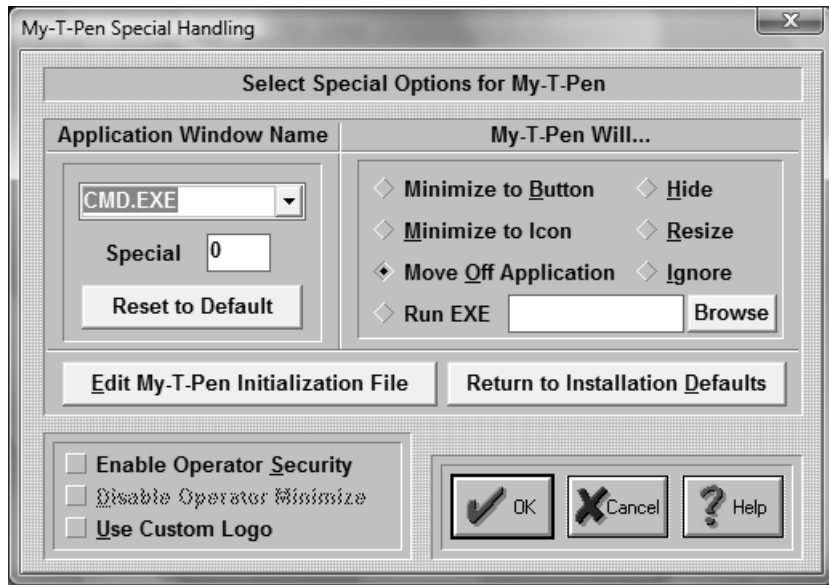 My-T-Pen Special Handling
Select Special Options for My-T-Pen
Application Window Name
My-T-Pen Will...
CMD.EXE
Special 0
Reset to Default
Minimize to Button
Hide
Minimize to Icon
Resize
Move Off Application
Ignore
Run EXE
Browse
Edit My-T-Pen Initialization File
Return to Installation Defaults
Enable Operator Security
Disable Operator Minimize
Use Custom Logo
OK
Cancel
Help